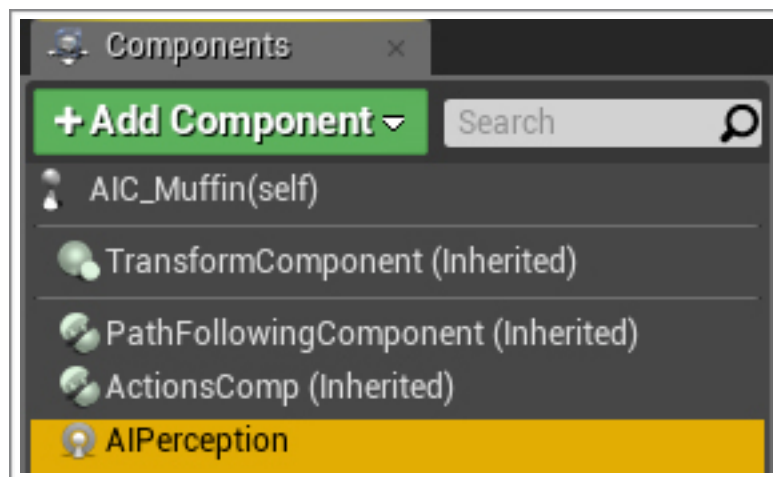 Components
+ Add Component Search
AIC_Muffin(self)
TransformComponent (Inherited)
PathFollowingComponent (Inherited)
ActionsComp (Inherited)
AIPerception